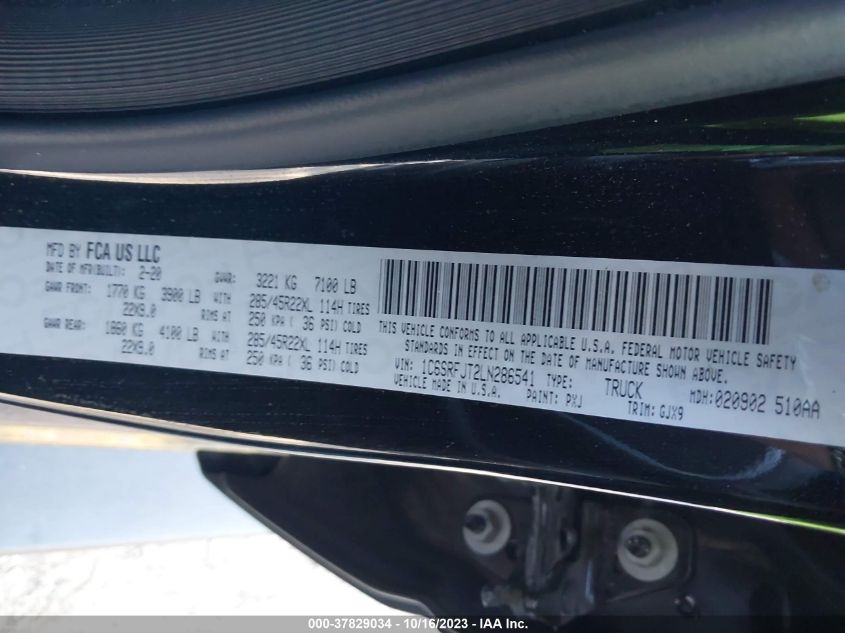 MFD BY FCA US LLC
DATE OF MFR(BUILT): 2-20 GVWR: 3221 KG 7100 LB
GAWR FRONT: 1770 KG 3900 LB WITH 285/45R22XL 114H TIRES
22X9.0 RIMS AT 250 KPA ( 36 PSI) COLD
GAWR REAR: 1860 KG 4100 LB WITH 285/45R22XL 114H TIRES
22X9.0 RIMS AT 250 KPA ( 36 PSI) COLD
THIS VEHICLE CONFORMS TO ALL APPLICABLE U.S.A. FEDERAL MOTOR VEHICLE SAFETY
STANDARDS IN EFFECT ON THE DATE OF MANUFACTURE SHOWN ABOVE.
VIN: 1C6SRFJT2LN286541 TYPE: TRUCK MDH: 020902 510AA
VEHICLE MADE IN U.S.A. PAINT: PXJ TRIM: GJX9
000-37829034 - 10/16/2023 - IAA Inc.